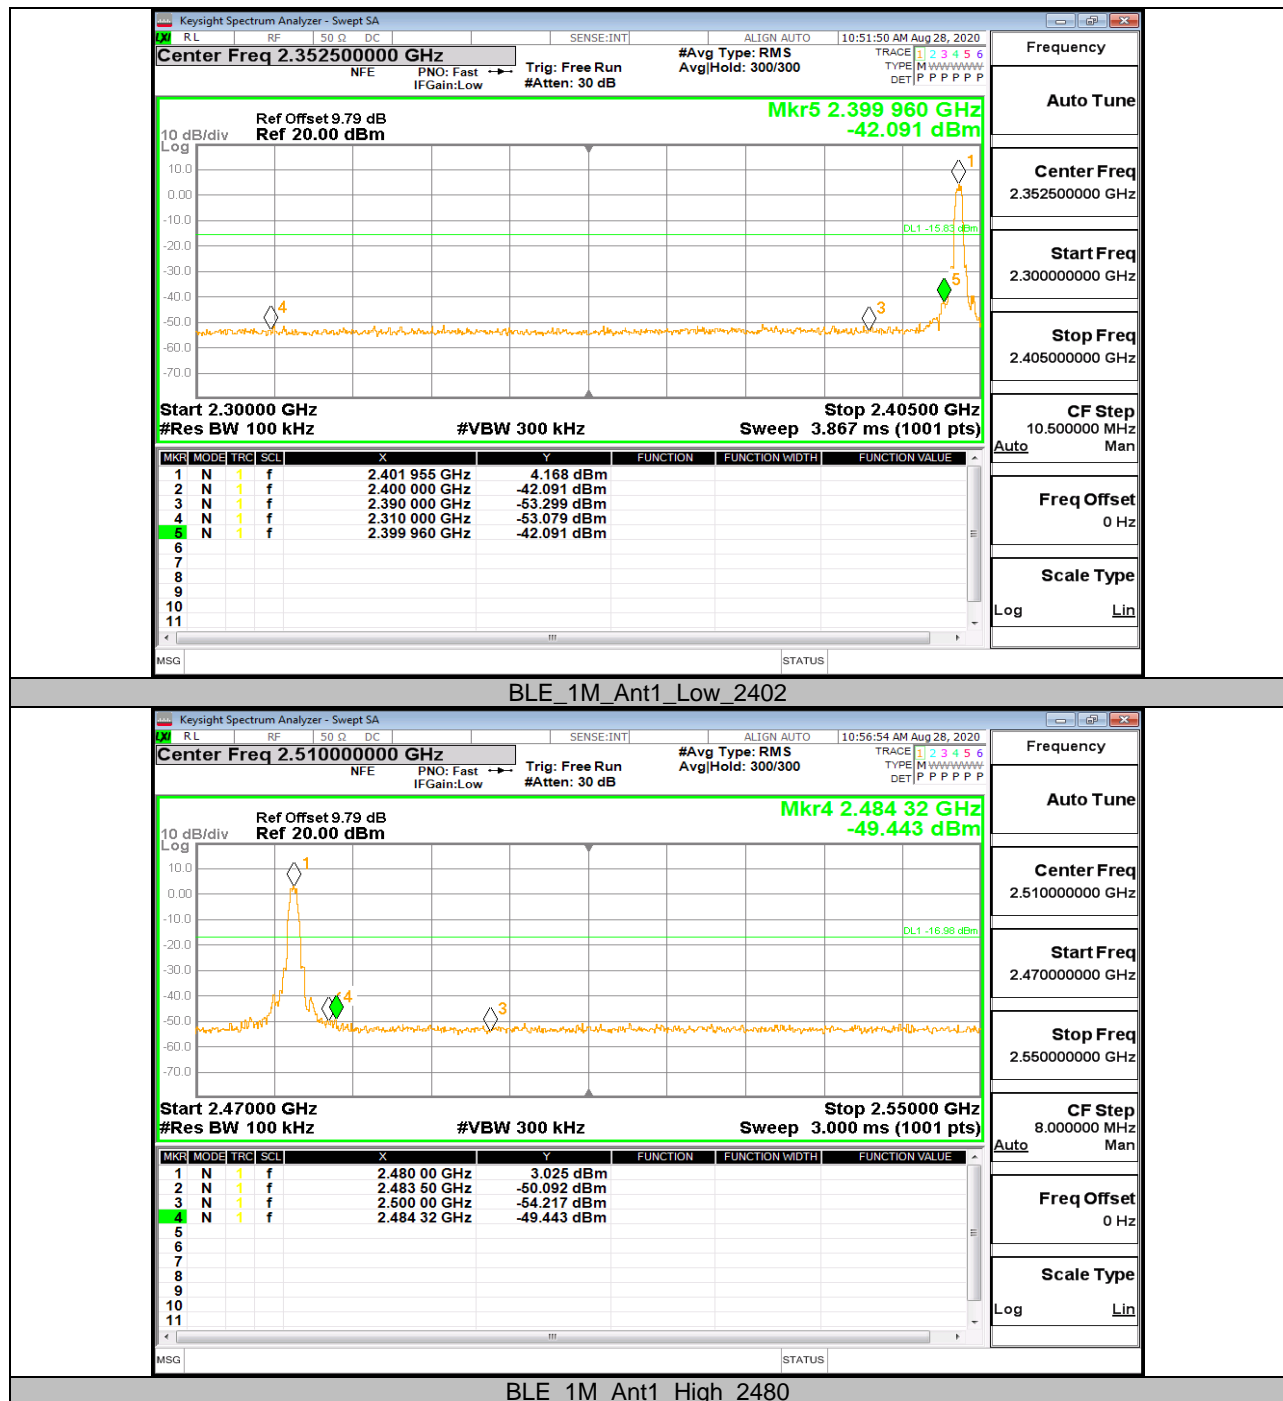 Keysight Spectrum Analyzer - Swept SA
LXI RL RF 50 Ω DC SENSE:INT ALIGN AUTO 10:51:50 AM Aug 28, 2020
Center Freq 2.352500000 GHz
NFE PNO: Fast Trig: Free Run #Avg Type: RMS TRACE 1 2 3 4 5 6
IFGain:Low #Atten: 30 dB Avg|Hold: 300/300 TYPE M W W W W W
DET P P P P P P
Mkr5 2.399 960 GHz
-42.091 dBm
Ref Offset 9.79 dB
10 dB/div Ref 20.00 dBm
Log
10.0
0.00
-10.0
-20.0
-30.0
-40.0
-50.0
-60.0
-70.0
DL1 -15.83 dBm
1
5
4
3
Start 2.30000 GHz Stop 2.40500 GHz
#Res BW 100 kHz #VBW 300 kHz Sweep 3.867 ms (1001 pts)
MKR MODE TRC SCL X Y FUNCTION FUNCTION WIDTH FUNCTION VALUE
1 N 1 f 2.401 955 GHz 4.168 dBm
2 N 1 f 2.400 000 GHz -42.091 dBm
3 N 1 f 2.390 000 GHz -53.299 dBm
4 N 1 f 2.310 000 GHz -53.079 dBm
5 N 1 f 2.399 960 GHz -42.091 dBm
6
7
8
9
10
11
MSG STATUS
Frequency
Auto Tune
Center Freq
2.352500000 GHz
Start Freq
2.300000000 GHz
Stop Freq
2.405000000 GHz
CF Step
10.500000 MHz
Auto Man
Freq Offset
0 Hz
Scale Type
Log Lin
BLE_1M_Ant1_Low_2402
Keysight Spectrum Analyzer - Swept SA
LXI RL RF 50 Ω DC SENSE:INT ALIGN AUTO 10:56:54 AM Aug 28, 2020
Center Freq 2.510000000 GHz
NFE PNO: Fast Trig: Free Run #Avg Type: RMS TRACE 1 2 3 4 5 6
IFGain:Low #Atten: 30 dB Avg|Hold: 300/300 TYPE M W W W W W
DET P P P P P P
Mkr4 2.484 32 GHz
-49.443 dBm
Ref Offset 9.79 dB
10 dB/div Ref 20.00 dBm
Log
10.0
0.00
-10.0
-20.0
-30.0
-40.0
-50.0
-60.0
-70.0
DL1 -16.98 dBm
1
4
3
Start 2.47000 GHz Stop 2.55000 GHz
#Res BW 100 kHz #VBW 300 kHz Sweep 3.000 ms (1001 pts)
MKR MODE TRC SCL X Y FUNCTION FUNCTION WIDTH FUNCTION VALUE
1 N 1 f 2.480 00 GHz 3.025 dBm
2 N 1 f 2.483 50 GHz -50.092 dBm
3 N 1 f 2.500 00 GHz -54.217 dBm
4 N 1 f 2.484 32 GHz -49.443 dBm
5
6
7
8
9
10
11
MSG STATUS
Frequency
Auto Tune
Center Freq
2.510000000 GHz
Start Freq
2.470000000 GHz
Stop Freq
2.550000000 GHz
CF Step
8.000000 MHz
Auto Man
Freq Offset
0 Hz
Scale Type
Log Lin
BLE_1M_Ant1_High_2480